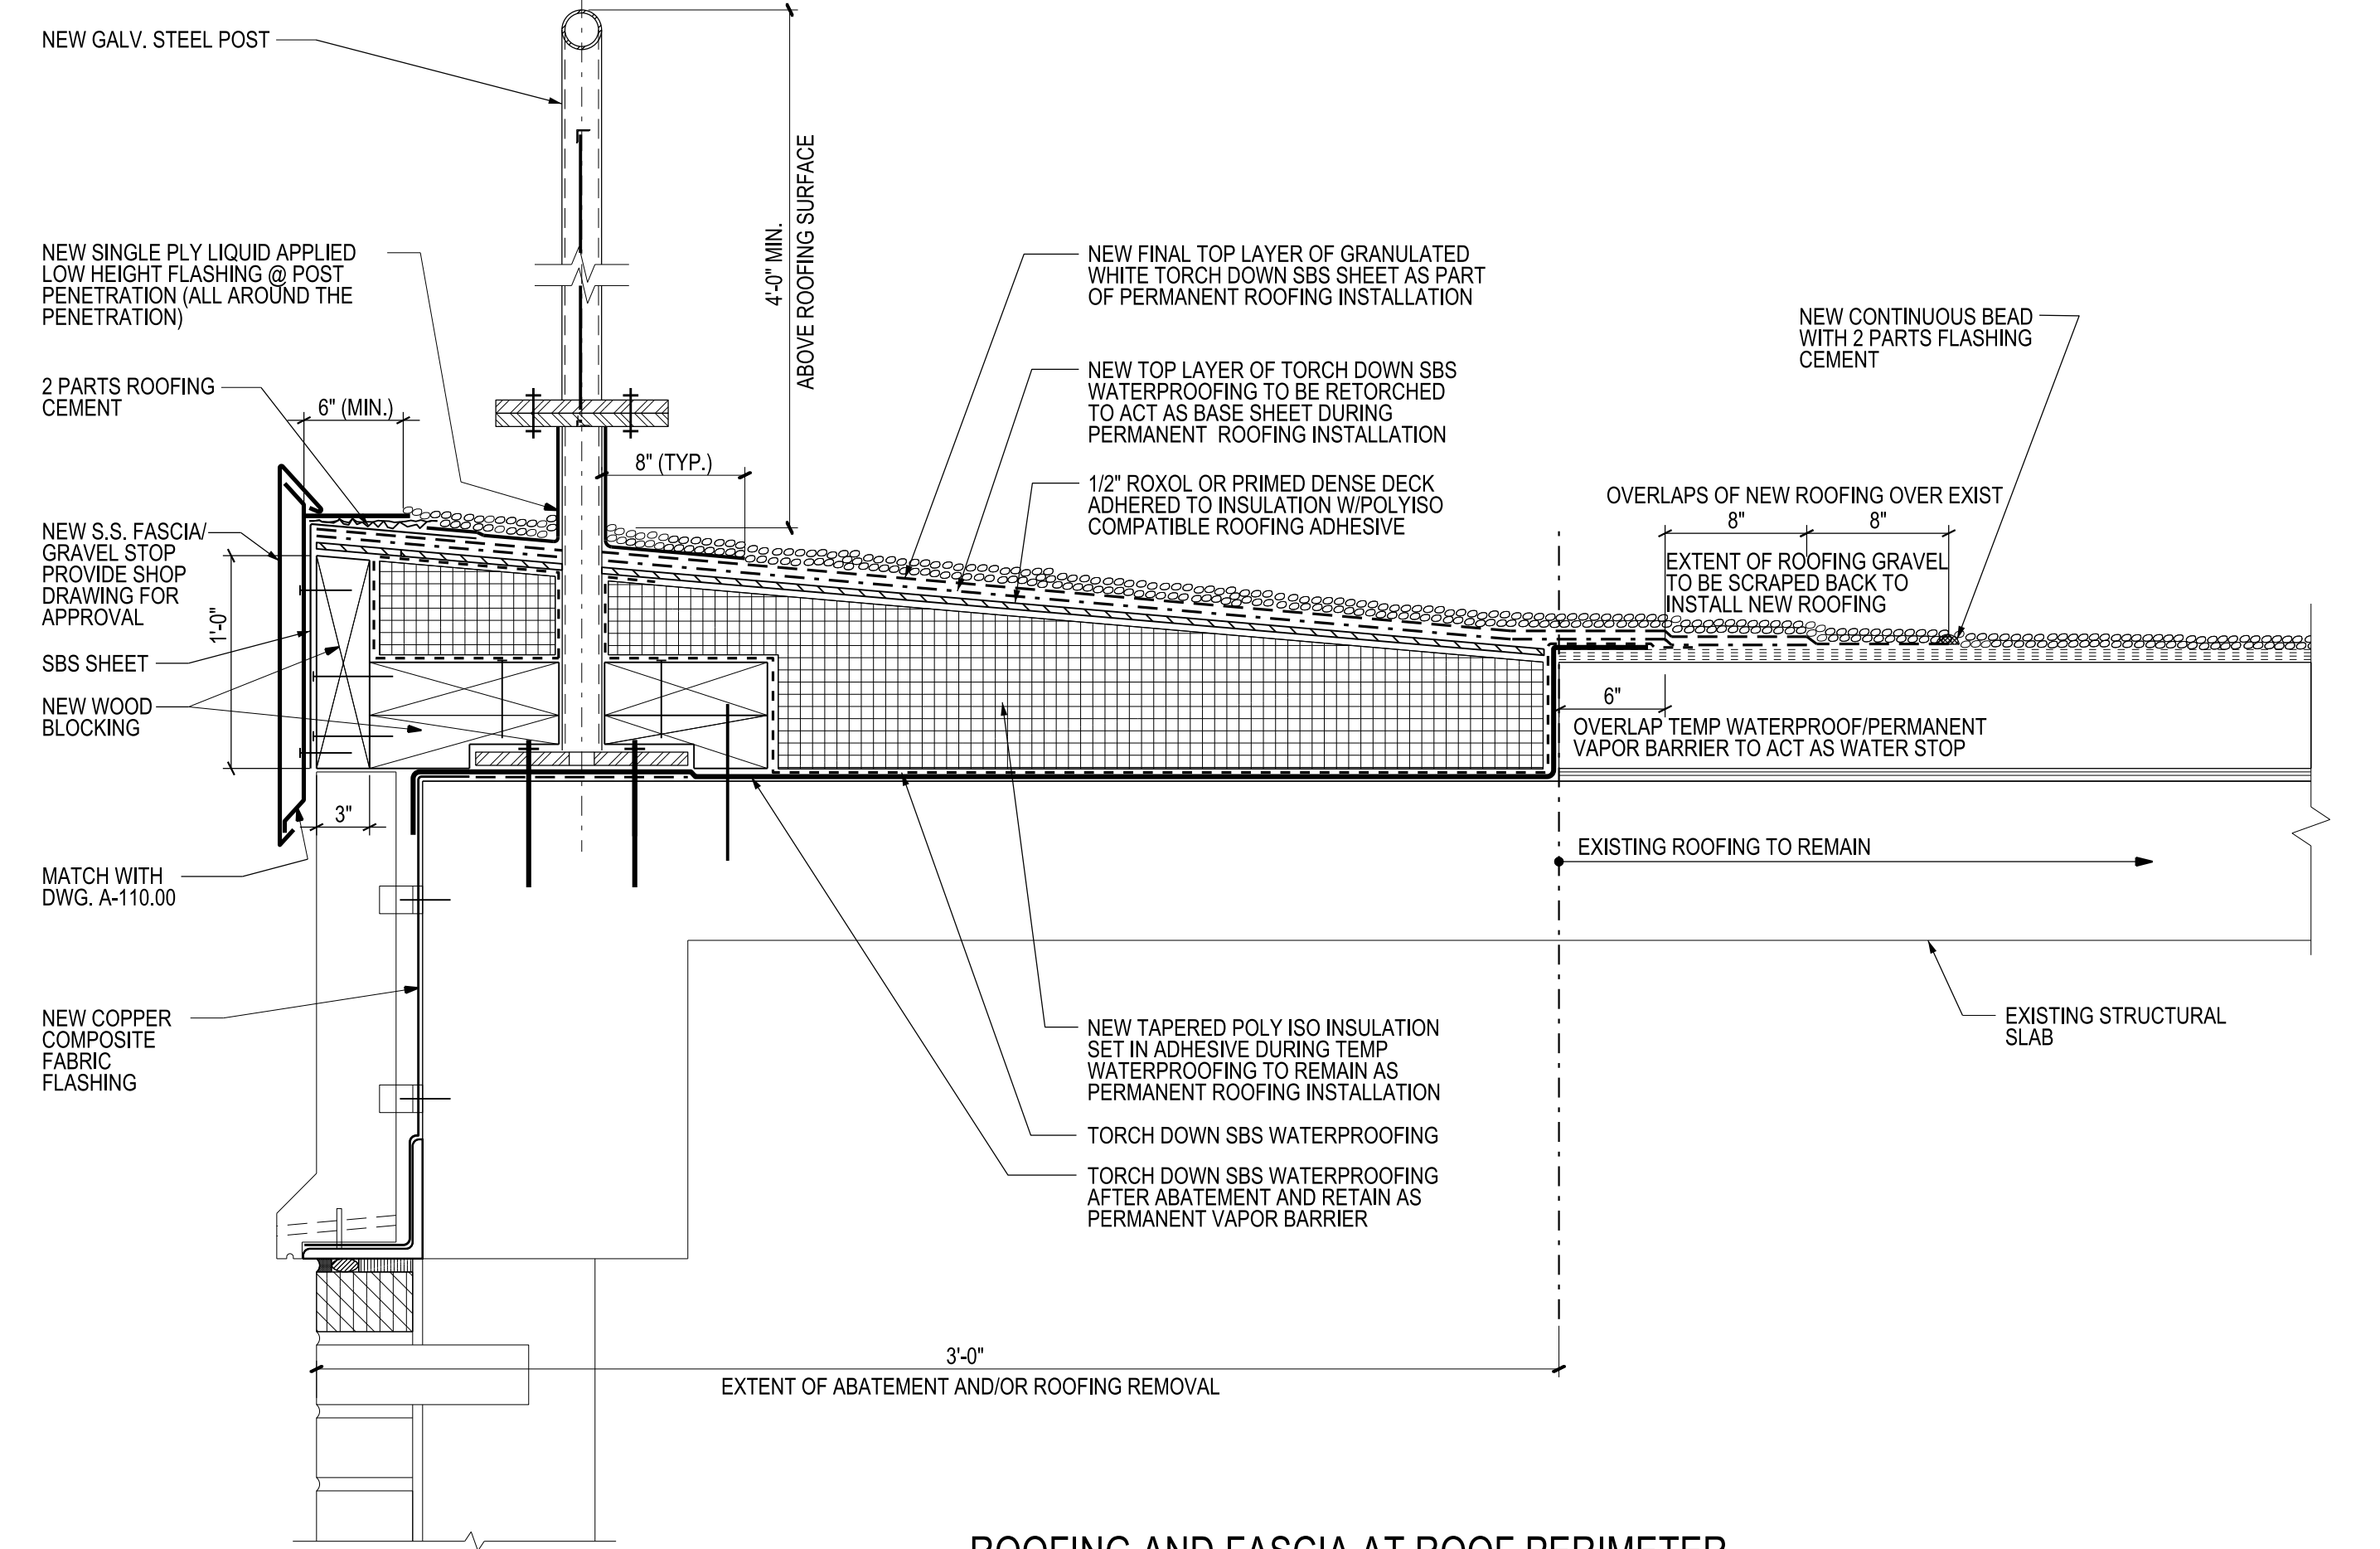 NEW GALV. STEEL POST
NEW SINGLE PLY LIQUID APPLIED
LOW HEIGHT FLASHING @ POST
PENETRATION (ALL AROUND THE
PENETRATION)
2 PARTS ROOFING
CEMENT
6" (MIN.)
8" (TYP.)
4'-0" MIN.
ABOVE ROOFING SURFACE
NEW S.S. FASCIA/
GRAVEL STOP
PROVIDE SHOP
DRAWING FOR
APPROVAL
1'-0"
SBS SHEET
NEW WOOD
BLOCKING
3"
MATCH WITH
DWG. A-110.00
NEW COPPER
COMPOSITE
FABRIC
FLASHING
NEW FINAL TOP LAYER OF GRANULATED
WHITE TORCH DOWN SBS SHEET AS PART
OF PERMANENT ROOFING INSTALLATION
NEW TOP LAYER OF TORCH DOWN SBS
WATERPROOFING TO BE RETORCHED
TO ACT AS BASE SHEET DURING
PERMANENT ROOFING INSTALLATION
1/2" ROXOL OR PRIMED DENSE DECK
ADHERED TO INSULATION W/POLYISO
COMPATIBLE ROOFING ADHESIVE
NEW CONTINUOUS BEAD
WITH 2 PARTS FLASHING
CEMENT
OVERLAPS OF NEW ROOFING OVER EXIST
8"
8"
EXTENT OF ROOFING GRAVEL
TO BE SCRAPED BACK TO
INSTALL NEW ROOFING
6"
OVERLAP TEMP WATERPROOF/PERMANENT
VAPOR BARRIER TO ACT AS WATER STOP
EXISTING ROOFING TO REMAIN
EXISTING STRUCTURAL
SLAB
NEW TAPERED POLY ISO INSULATION
SET IN ADHESIVE DURING TEMP
WATERPROOFING TO REMAIN AS
PERMANENT ROOFING INSTALLATION
TORCH DOWN SBS WATERPROOFING
TORCH DOWN SBS WATERPROOFING
AFTER ABATEMENT AND RETAIN AS
PERMANENT VAPOR BARRIER
3'-0"
EXTENT OF ABATEMENT AND/OR ROOFING REMOVAL
ROOFING AND FASCIA AT ROOF PERIMETER